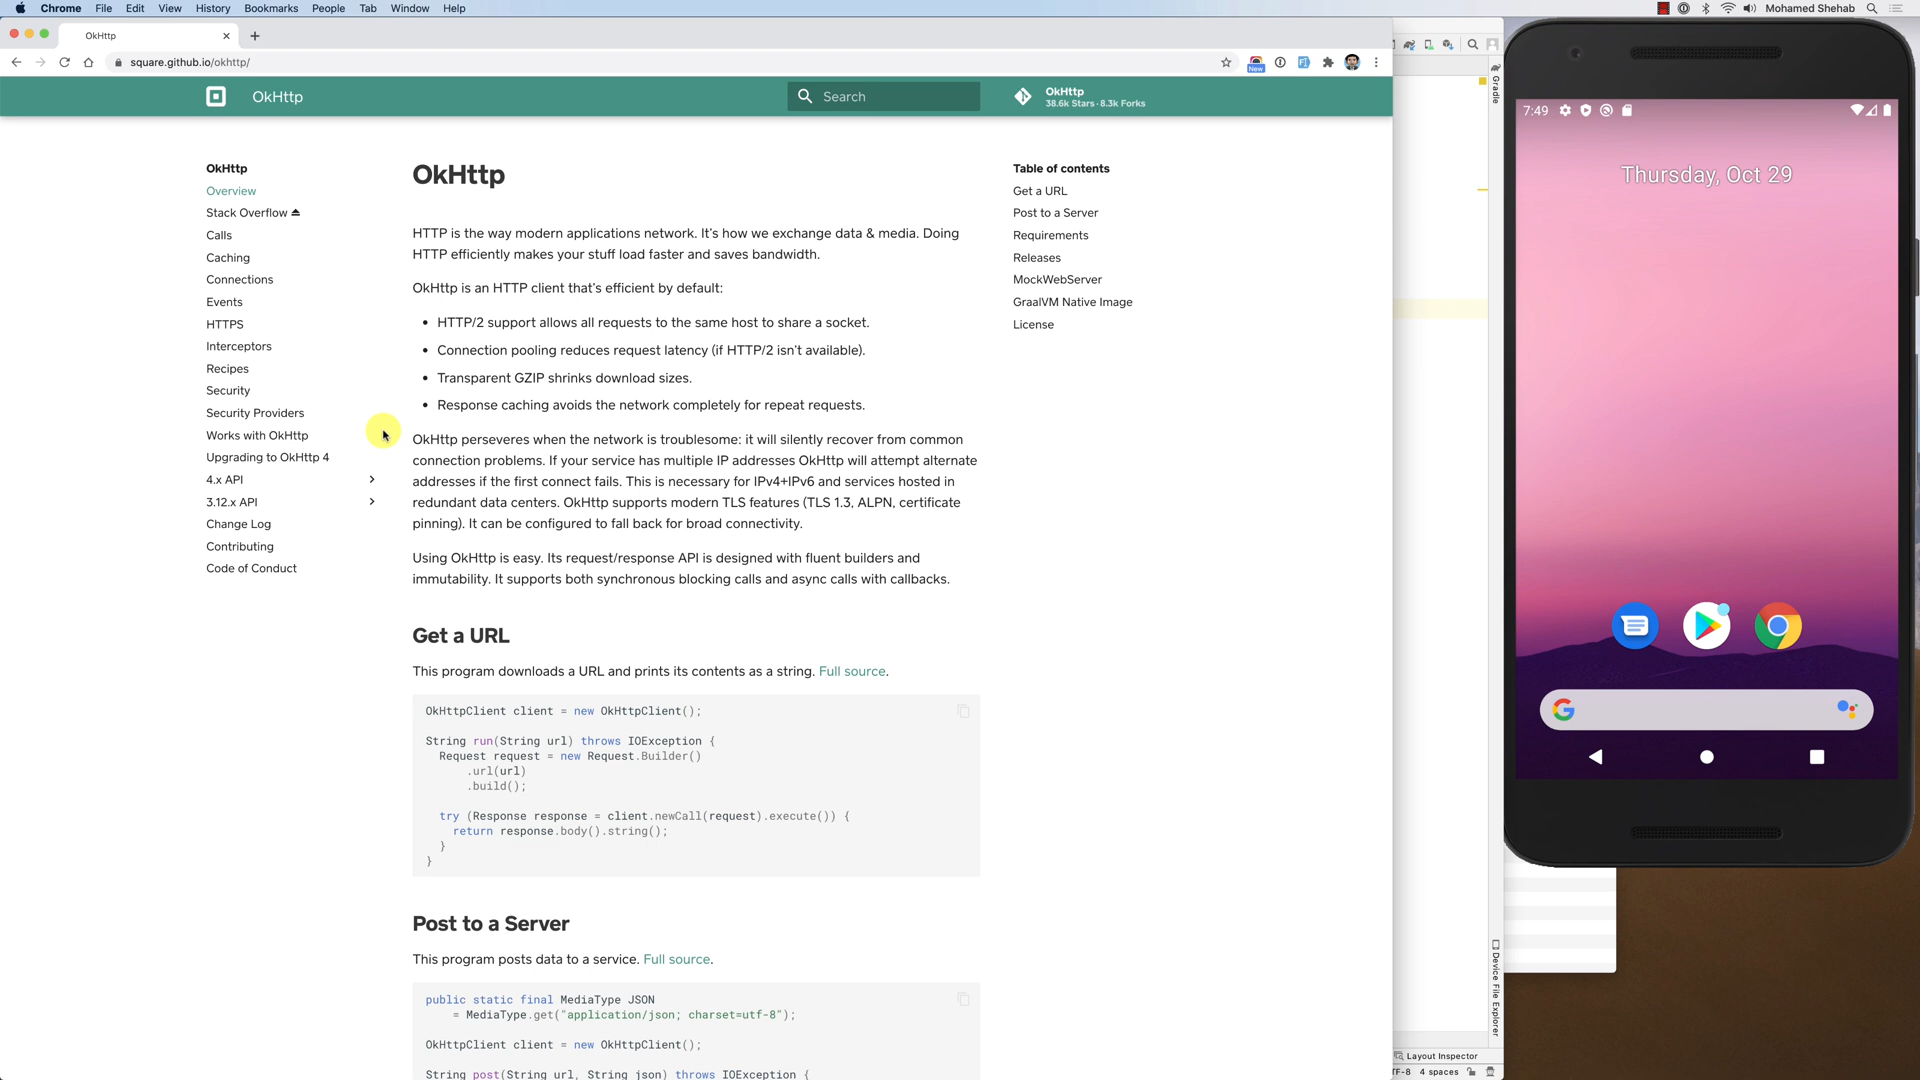 Chrome File Edit View History Bookmarks People Tab Window Help Mohamed Shehab
OkHttp
square.github.io/okhttp/
New
OkHttp
Search
OkHttp
38.6k Stars · 8.3k Forks
OkHttp
Overview
Stack Overflow ⏏
Calls
Caching
Connections
Events
HTTPS
Interceptors
Recipes
Security
Security Providers
Works with OkHttp
Upgrading to OkHttp 4
4.x API
3.12.x API
Change Log
Contributing
Code of Conduct
OkHttp
HTTP is the way modern applications network. It's how we exchange data & media. Doing
HTTP efficiently makes your stuff load faster and saves bandwidth.
OkHttp is an HTTP client that's efficient by default:
• HTTP/2 support allows all requests to the same host to share a socket.
• Connection pooling reduces request latency (if HTTP/2 isn't available).
• Transparent GZIP shrinks download sizes.
• Response caching avoids the network completely for repeat requests.
OkHttp perseveres when the network is troublesome: it will silently recover from common
connection problems. If your service has multiple IP addresses OkHttp will attempt alternate
addresses if the first connect fails. This is necessary for IPv4+IPv6 and services hosted in
redundant data centers. OkHttp supports modern TLS features (TLS 1.3, ALPN, certificate
pinning). It can be configured to fall back for broad connectivity.
Using OkHttp is easy. Its request/response API is designed with fluent builders and
immutability. It supports both synchronous blocking calls and async calls with callbacks.
Get a URL
This program downloads a URL and prints its contents as a string. Full source.
OkHttpClient client = new OkHttpClient();
String run(String url) throws IOException {
Request request = new Request.Builder()
.url(url)
.build();
try (Response response = client.newCall(request).execute()) {
return response.body().string();
}
}
Post to a Server
This program posts data to a service. Full source.
public static final MediaType JSON
= MediaType.get("application/json; charset=utf-8");
OkHttpClient client = new OkHttpClient();
String post(String url, String json) throws IOException {
Table of contents
Get a URL
Post to a Server
Requirements
Releases
MockWebServer
GraalVM Native Image
License
Gradle
Device File Explorer
Layout Inspector
TF-8 4 spaces
7:49
Thursday, Oct 29